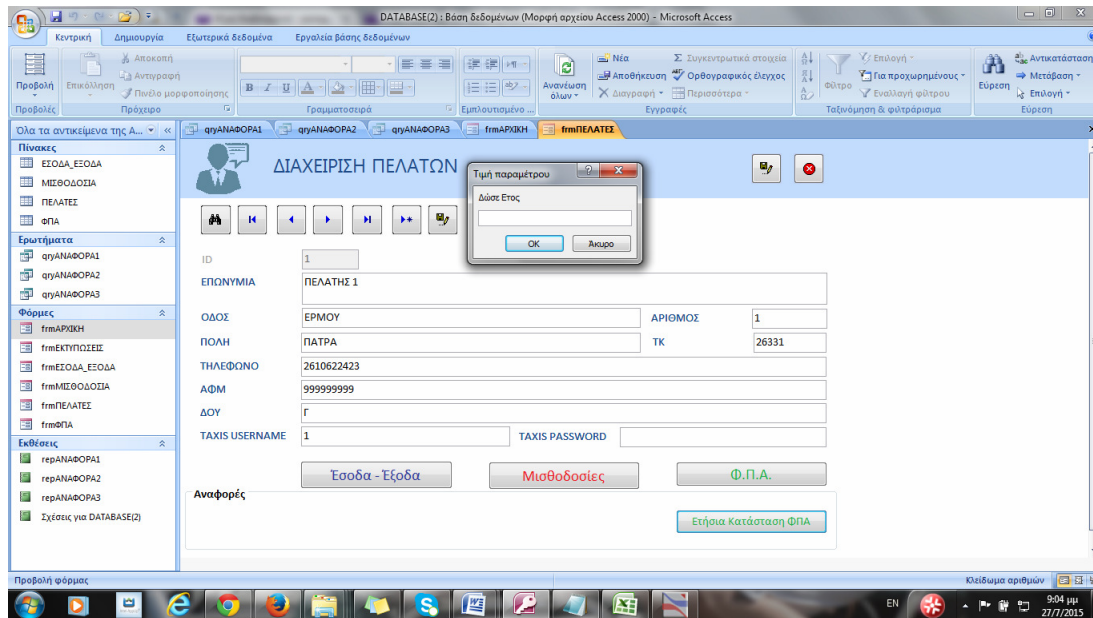 DATABASE(2) : Βάση δεδομένων (Μορφή αρχείου Access 2000) - Microsoft Access
Κεντρική Δημιουργία Εξωτερικά δεδομένα Εργαλεία βάσης δεδομένων
Προβολή
Προβολές
Επικόλληση
Αποκοπή
Αντιγραφή
Πινέλο μορφοποίησης
Πρόχειρο
B I U
Γραμματοσειρά
Εμπλουτισμένο ...
Ανανέωση όλων
Νέα
Αποθήκευση
Διαγραφή
Συγκεντρωτικά στοιχεία
Ορθογραφικός έλεγχος
Περισσότερα
Εγγραφές
Φίλτρο
Επιλογή
Για προχωρημένους
Εναλλαγή φίλτρου
Ταξινόμηση & φιλτράρισμα
Εύρεση
Αντικατάσταση
Μετάβαση
Επιλογή
Εύρεση
Όλα τα αντικείμενα της A...
Πίνακες
ΕΣΟΔΑ_ΕΞΟΔΑ
ΜΙΣΘΟΔΟΣΙΑ
ΠΕΛΑΤΕΣ
ΦΠΑ
Ερωτήματα
qryΑΝΑΦΟΡΑ1
qryΑΝΑΦΟΡΑ2
qryΑΝΑΦΟΡΑ3
Φόρμες
frmΑΡΧΙΚΗ
frmΕΚΤΥΠΩΣΕΙΣ
frmΕΣΟΔΑ_ΕΞΟΔΑ
frmΜΙΣΘΟΔΟΣΙΑ
frmΠΕΛΑΤΕΣ
frmΦΠΑ
Εκθέσεις
repΑΝΑΦΟΡΑ1
repΑΝΑΦΟΡΑ2
repΑΝΑΦΟΡΑ3
Σχέσεις για DATABASE(2)
qryΑΝΑΦΟΡΑ1 qryΑΝΑΦΟΡΑ2 qryΑΝΑΦΟΡΑ3 frmΑΡΧΙΚΗ frmΠΕΛΑΤΕΣ
ΔΙΑΧΕΙΡΙΣΗ ΠΕΛΑΤΩΝ
Τιμή παραμέτρου
Δώσε Ετος
OK Άκυρο
ID 1
ΕΠΩΝΥΜΙΑ ΠΕΛΑΤΗΣ 1
ΟΔΟΣ ΕΡΜΟΥ ΑΡΙΘΜΟΣ 1
ΠΟΛΗ ΠΑΤΡΑ ΤΚ 26331
ΤΗΛΕΦΩΝΟ 2610622423
ΑΦΜ 999999999
ΔΟΥ Γ
TAXIS USERNAME 1 TAXIS PASSWORD
Έσοδα - Έξοδα Μισθοδοσίες Φ.Π.Α.
Αναφορές
Ετήσια Κατάσταση ΦΠΑ
Προβολή φόρμας Κλείδωμα αριθμών
EN 9:04 μμ
27/7/2015